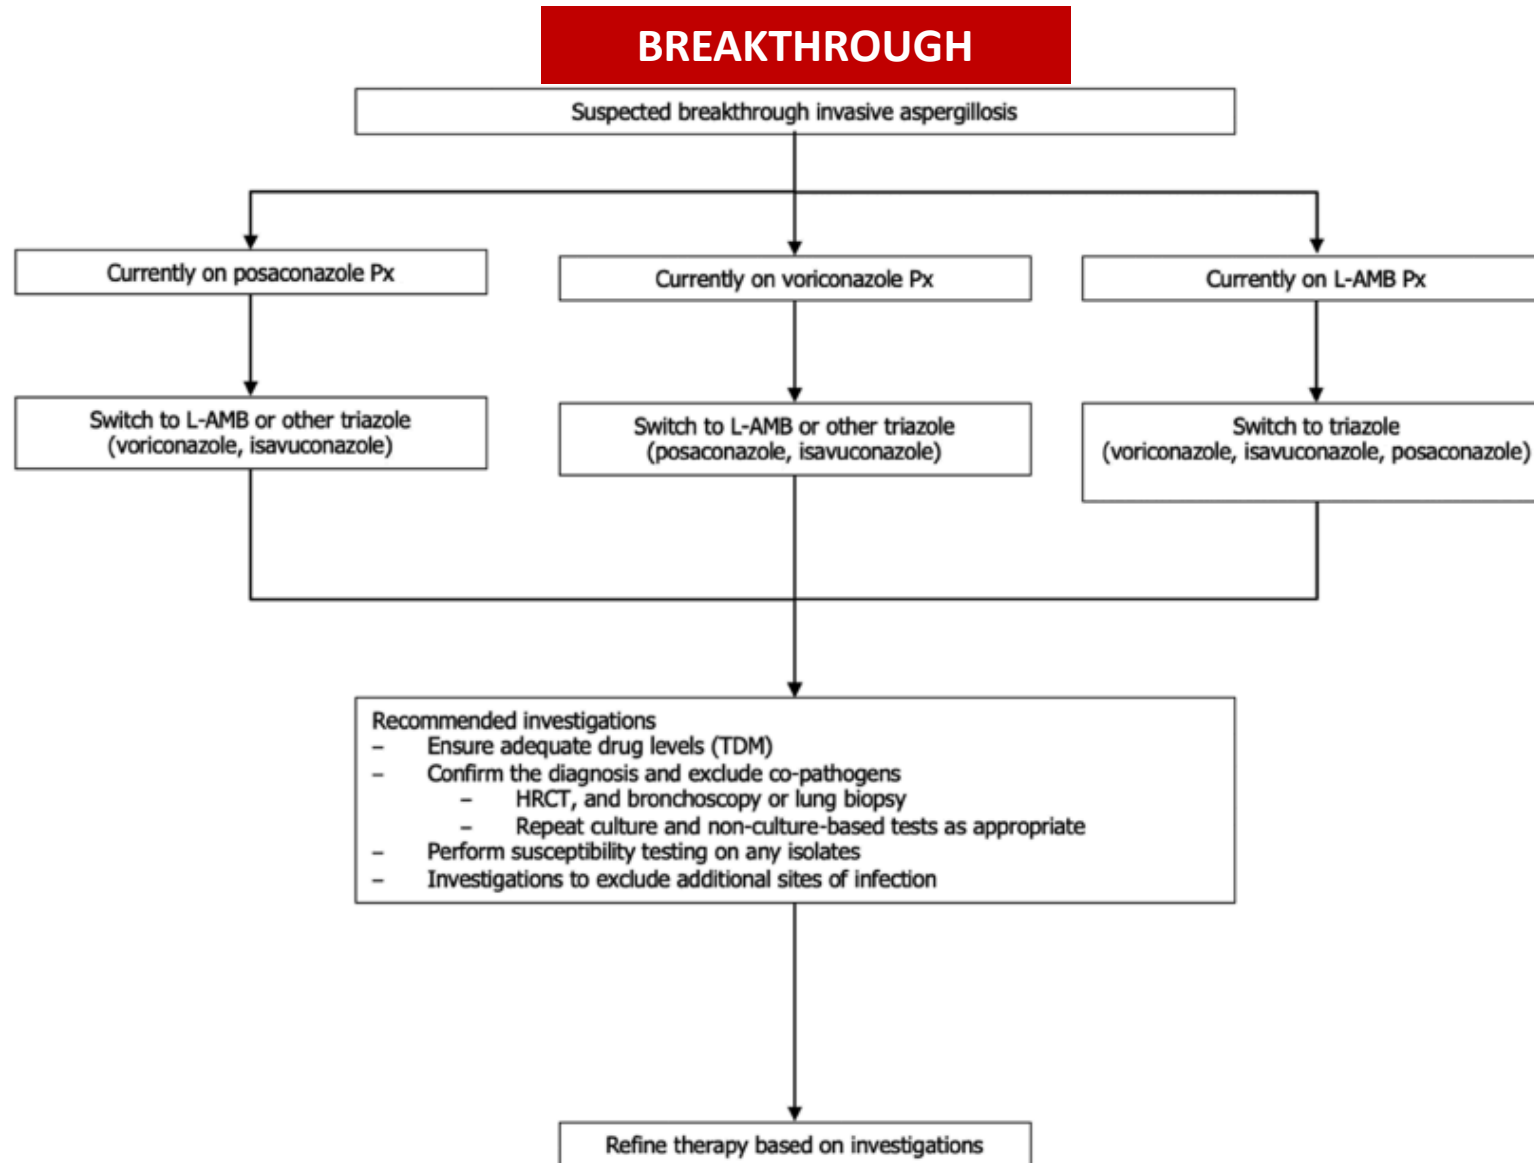 BREAKTHROUGH
Suspected breakthrough invasive aspergillosis
Currently on posaconazole Px
Currently on voriconazole Px
Currently on L-AMB Px
Switch to L-AMB or other triazole
(voriconazole, isavuconazole)
Switch to L-AMB or other triazole
(posaconazole, isavuconazole)
Switch to triazole
(voriconazole, isavuconazole, posaconazole)
Recommended investigations
– Ensure adequate drug levels (TDM)
– Confirm the diagnosis and exclude co-pathogens
– HRCT, and bronchoscopy or lung biopsy
– Repeat culture and non-culture-based tests as appropriate
– Perform susceptibility testing on any isolates
– Investigations to exclude additional sites of infection
Refine therapy based on investigations